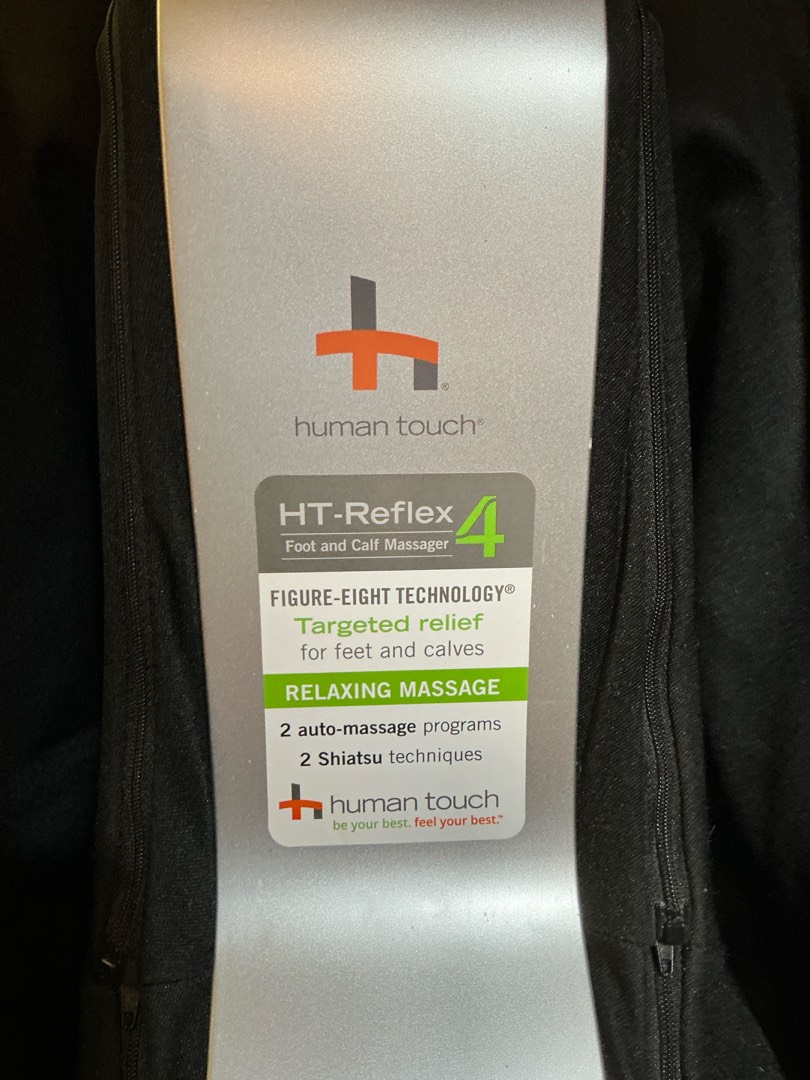 human touch®
HT-Reflex 4
Foot and Calf Massager
FIGURE-EIGHT TECHNOLOGY®
Targeted relief
for feet and calves
RELAXING MASSAGE
2 auto-massage programs
2 Shiatsu techniques
human touch
be your best. feel your best.™